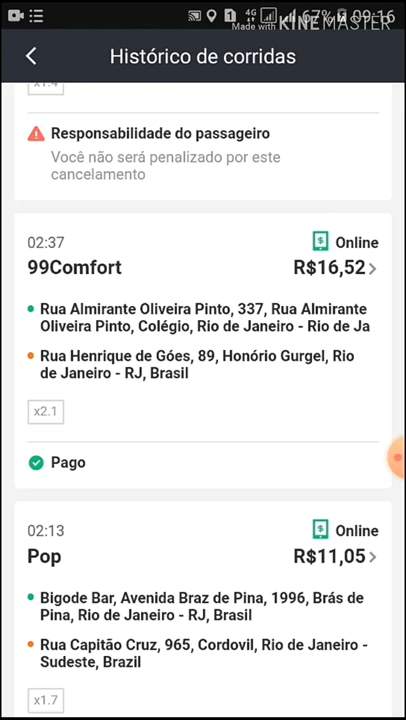 4G 67% 09:16
Made with KINEMASTER
Histórico de corridas
x1.4
Responsabilidade do passageiro
Você não será penalizado por este
cancelamento
02:37 Online
99Comfort R$16,52
Rua Almirante Oliveira Pinto, 337, Rua Almirante
Oliveira Pinto, Colégio, Rio de Janeiro - Rio de Ja
Rua Henrique de Góes, 89, Honório Gurgel, Rio
de Janeiro - RJ, Brasil
x2.1
Pago
02:13 Online
Pop R$11,05
Bigode Bar, Avenida Braz de Pina, 1996, Brás de
Pina, Rio de Janeiro - RJ, Brasil
Rua Capitão Cruz, 965, Cordovil, Rio de Janeiro -
Sudeste, Brazil
x1.7